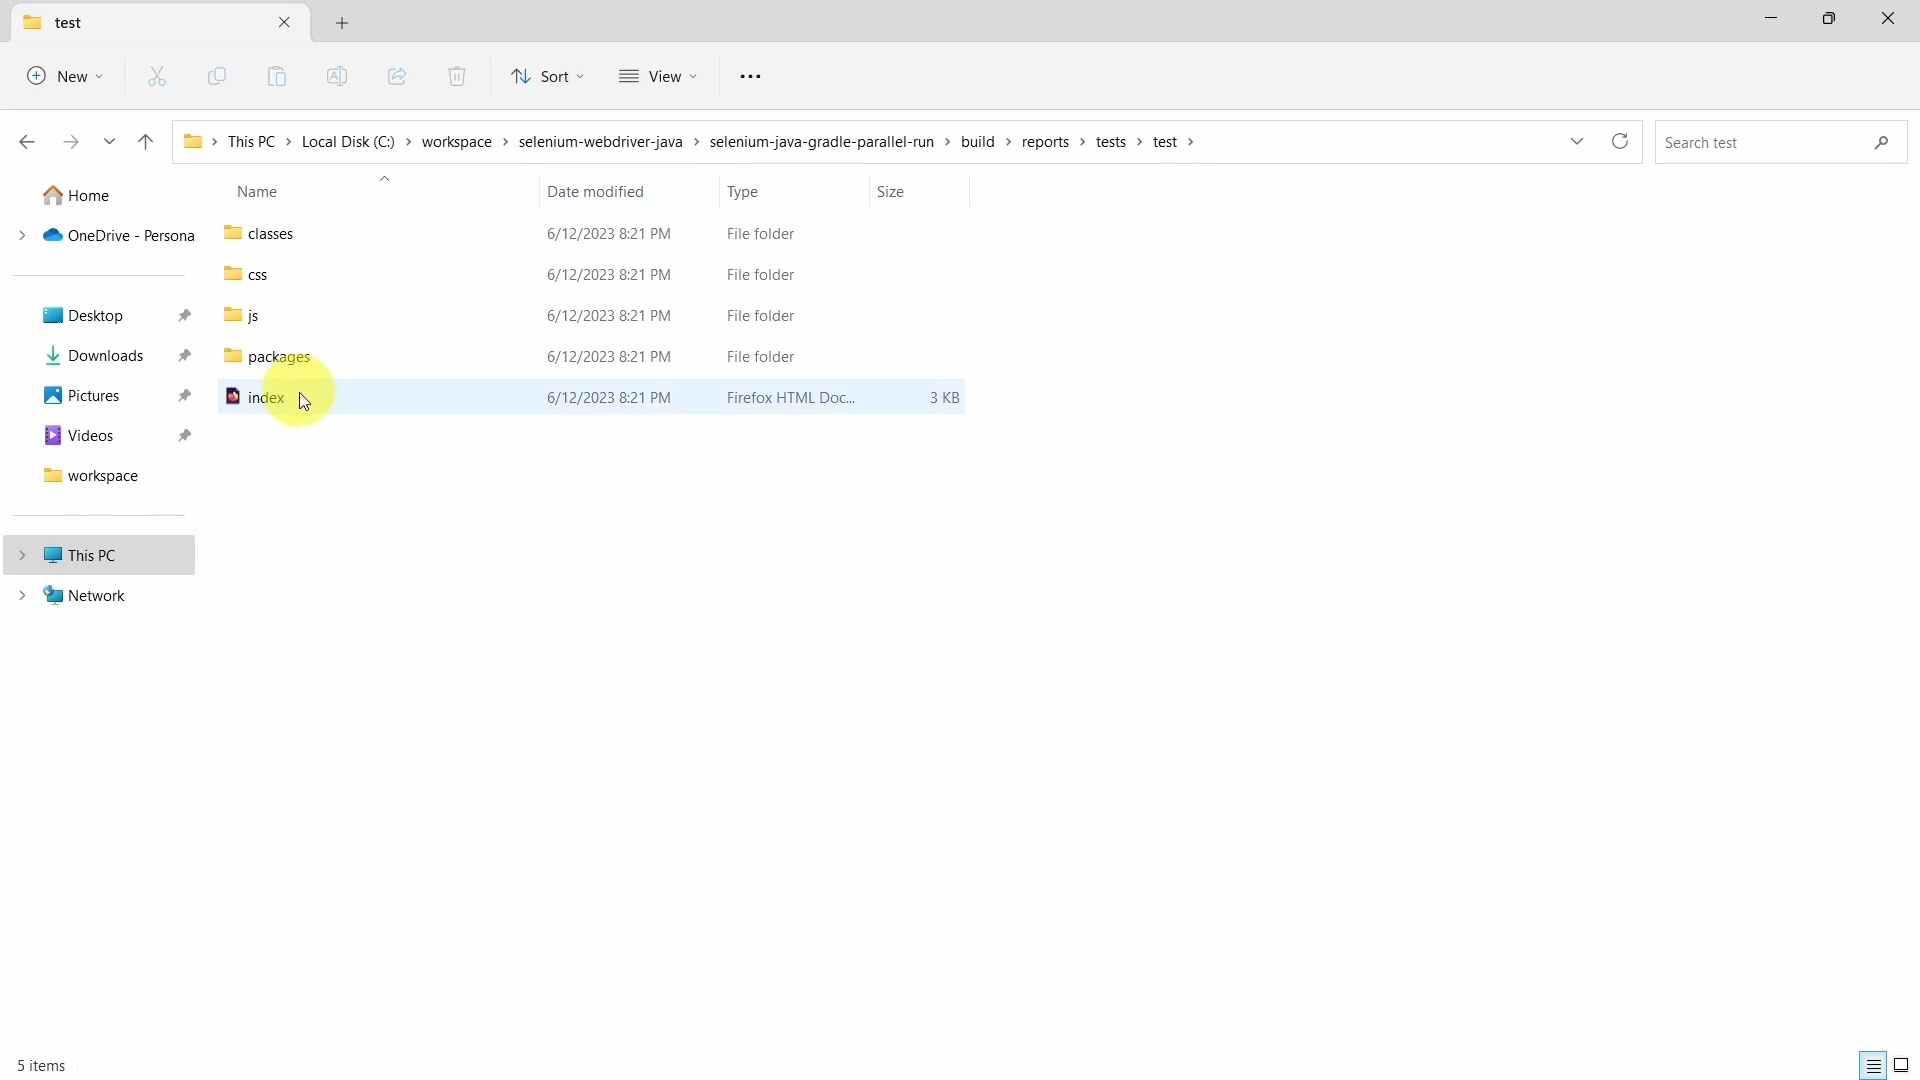 test
New
Sort
View
This PC > Local Disk (C:) > workspace > selenium-webdriver-java > selenium-java-gradle-parallel-run > build > reports > tests > test >
Search test
Home
OneDrive - Persona
Desktop
Downloads
Pictures
Videos
workspace
This PC
Network
Name Date modified Type Size
classes 6/12/2023 8:21 PM File folder
css 6/12/2023 8:21 PM File folder
js 6/12/2023 8:21 PM File folder
packages 6/12/2023 8:21 PM File folder
index 6/12/2023 8:21 PM Firefox HTML Doc... 3 KB
5 items